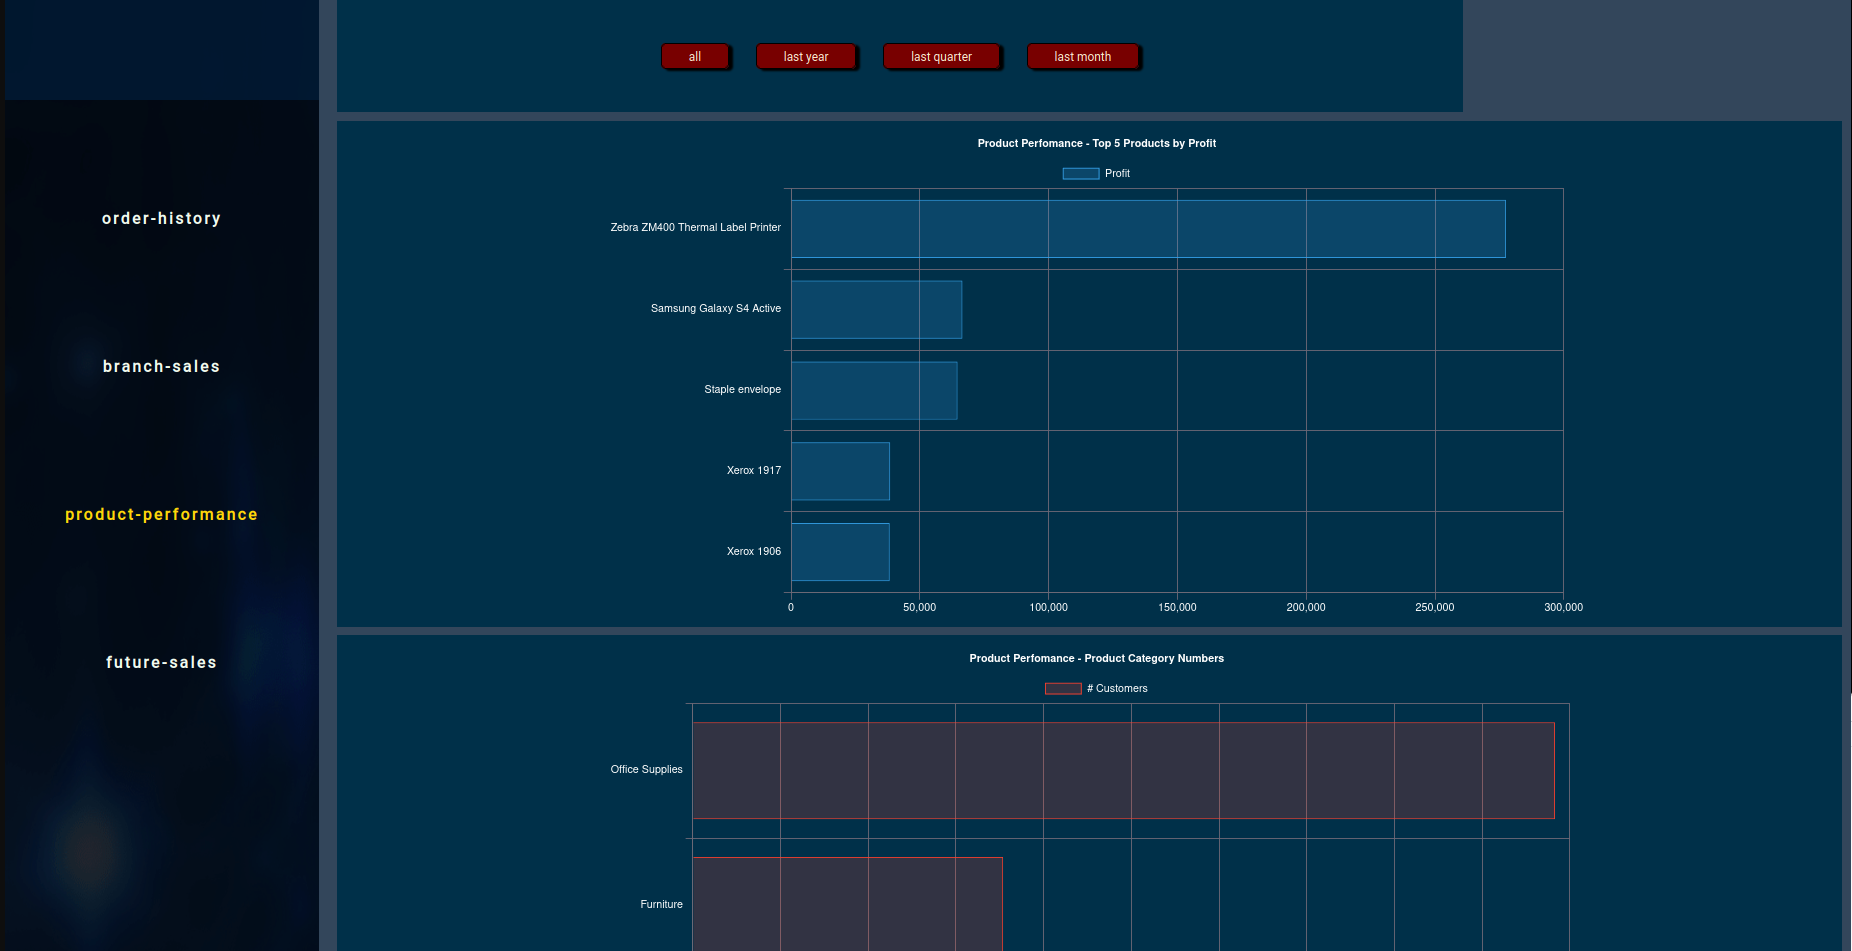 all last year last quarter last month
order-history
branch-sales
product-performance
future-sales
Product Perfomance - Top 5 Products by Profit
Profit
Zebra ZM400 Thermal Label Printer
Samsung Galaxy S4 Active
Staple envelope
Xerox 1917
Xerox 1906
0 50,000 100,000 150,000 200,000 250,000 300,000
Product Perfomance - Product Category Numbers
# Customers
Office Supplies
Furniture